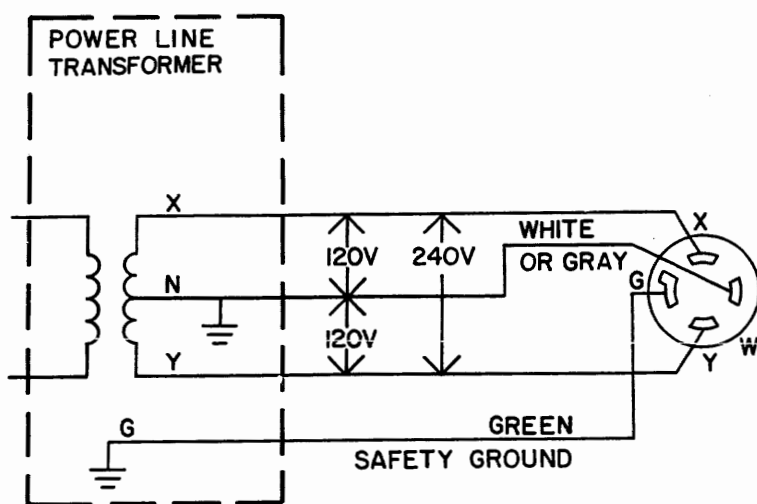 POWER LINE
TRANSFORMER
X
N
Y
G
120V
240V
120V
WHITE
OR GRAY
X
G
Y
W
GREEN
SAFETY GROUND